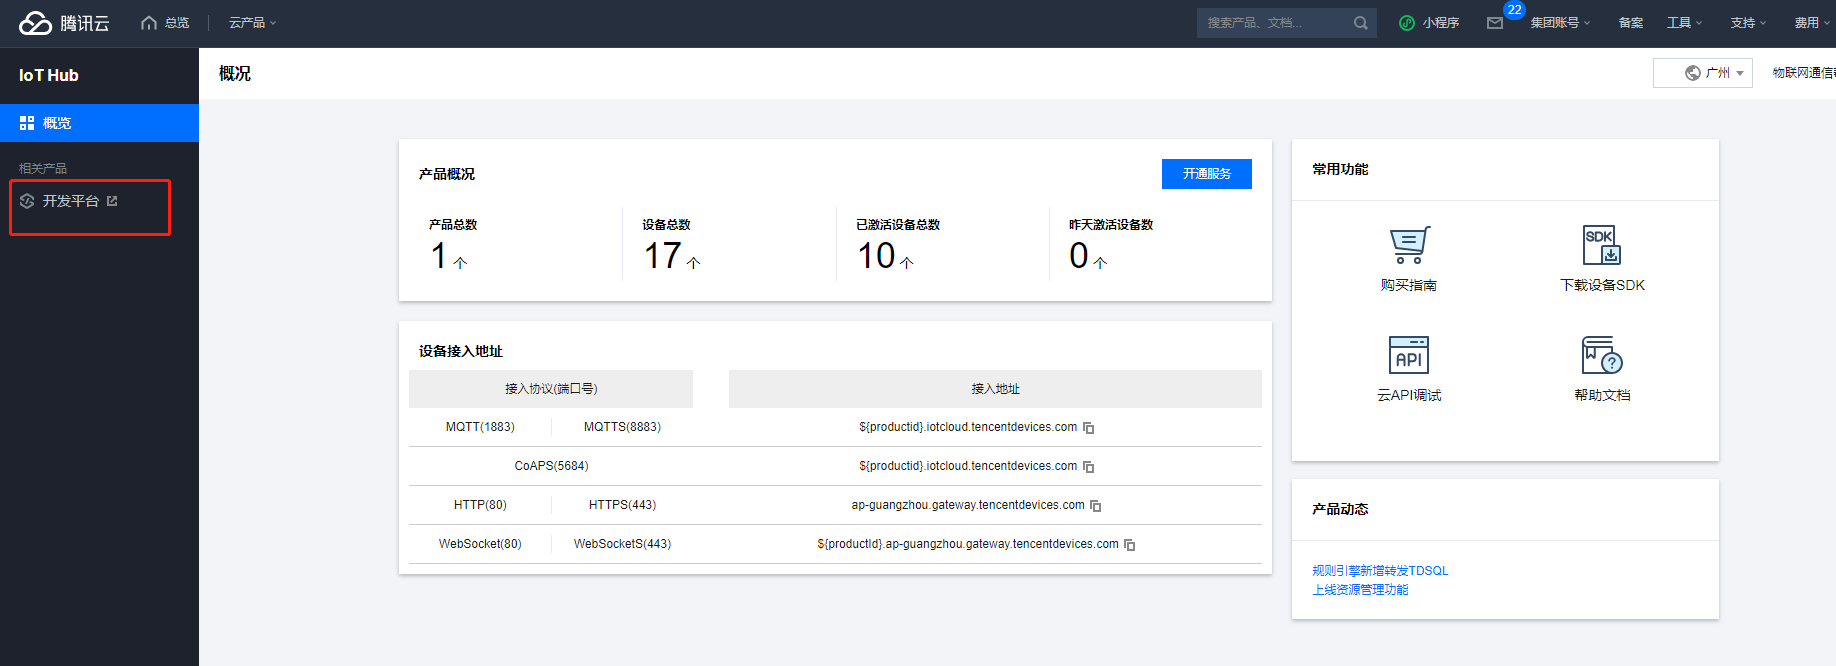 腾讯云
总览
云产品
搜索产品、文档...
小程序
22
集团账号
备案
工具
支持
费用
IoT Hub
概览
相关产品
开发平台
概况
广州
物联网通信
产品概况
开通服务
产品总数
1 个
设备总数
17 个
已激活设备总数
10 个
昨天激活设备数
0 个
设备接入地址
接入协议(端口号)
接入地址
MQTT(1883)
MQTTS(8883)
${productid}.iotcloud.tencentdevices.com
CoAPS(5684)
${productid}.iotcloud.tencentdevices.com
HTTP(80)
HTTPS(443)
ap-guangzhou.gateway.tencentdevices.com
WebSocket(80)
WebSocketS(443)
${productId}.ap-guangzhou.gateway.tencentdevices.com
常用功能
购买指南
SDK
下载设备SDK
API
云API调试
?
帮助文档
产品动态
规则引擎新增转发TDSQL
上线资源管理功能